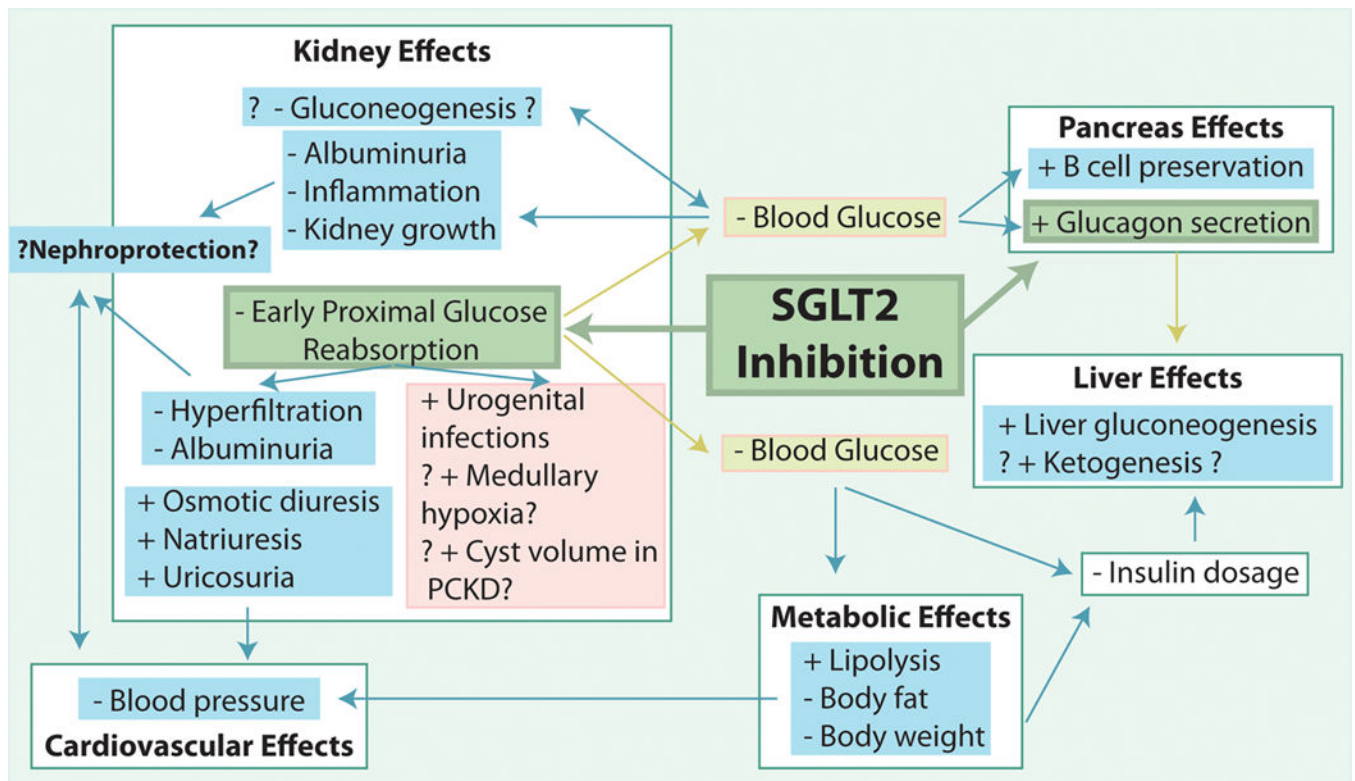 Kidney Effects
? - Gluconeogenesis ?
- Albuminuria
- Inflammation
- Kidney growth
?Nephroprotection?
- Early Proximal Glucose
Reabsorption
- Hyperfiltration
- Albuminuria
+ Osmotic diuresis
+ Natriuresis
+ Uricosuria
+ Urogenital
infections
? + Medullary
hypoxia?
? + Cyst volume in
PCKD?
- Blood Glucose
SGLT2
Inhibition
- Blood Glucose
Pancreas Effects
+ B cell preservation
+ Glucagon secretion
Liver Effects
+ Liver gluconeogenesis
? + Ketogenesis ?
- Insulin dosage
Metabolic Effects
+ Lipolysis
- Body fat
- Body weight
- Blood pressure
Cardiovascular Effects